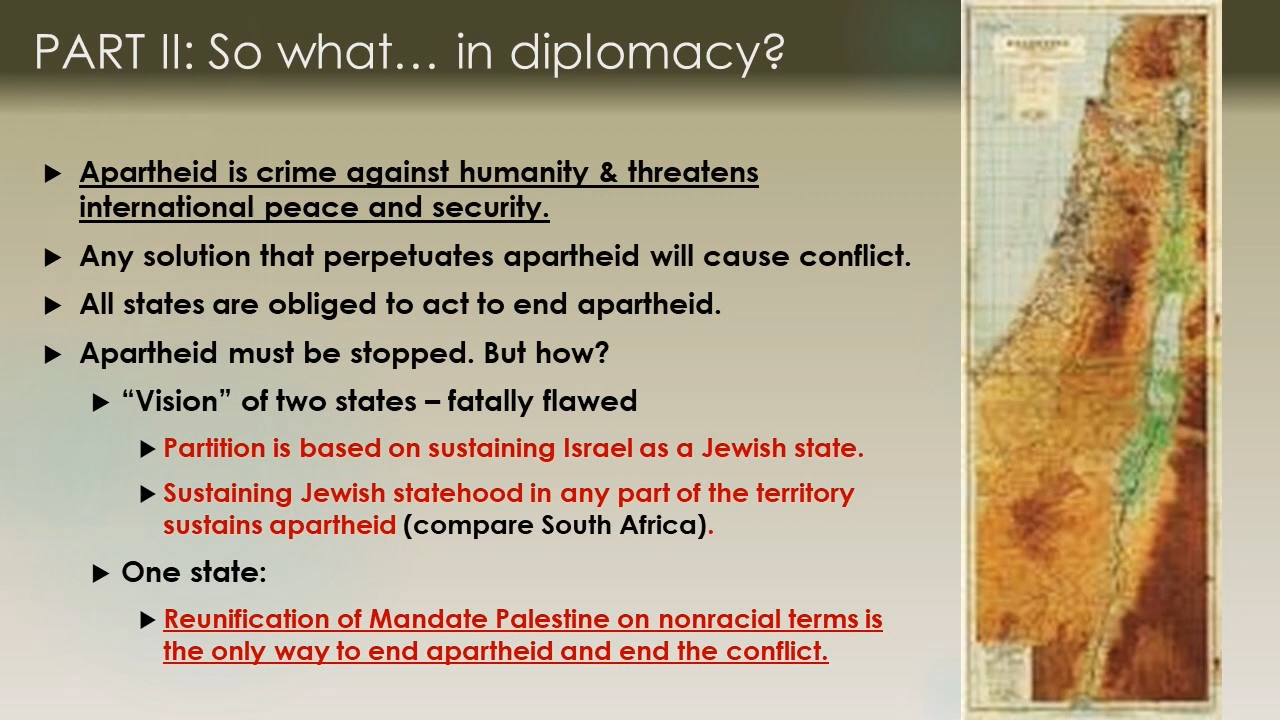 PART II: So what… in diplomacy?
Apartheid is crime against humanity & threatens
international peace and security.
Any solution that perpetuates apartheid will cause conflict.
All states are obliged to act to end apartheid.
Apartheid must be stopped. But how?
“Vision” of two states – fatally flawed
Partition is based on sustaining Israel as a Jewish state.
Sustaining Jewish statehood in any part of the territory
sustains apartheid (compare South Africa).
One state:
Reunification of Mandate Palestine on nonracial terms is
the only way to end apartheid and end the conflict.